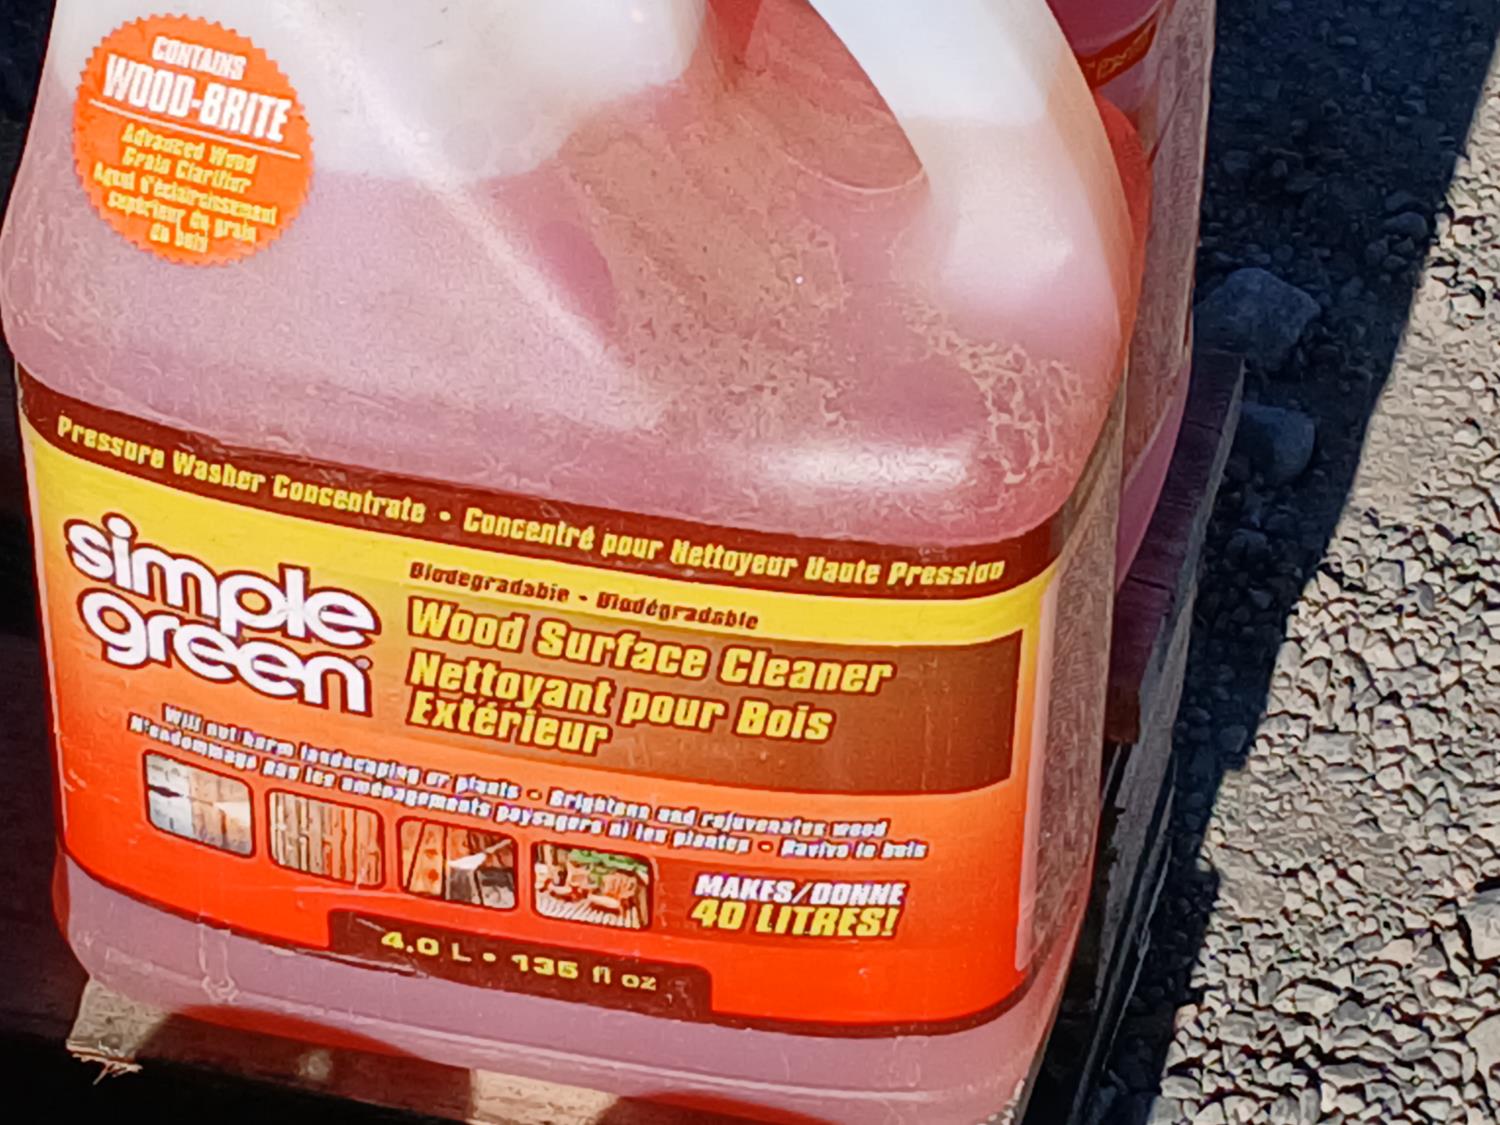 CONTAINS
WOOD-BRITE
Advanced Wood
Grain Clarifier
Agent d'éclaircissement
supérieur du grain
du bois
Pressure Washer Concentrate • Concentré pour Nettoyeur Haute Pression
simple
green
Biodegradable - Biodégradable
Wood Surface Cleaner
Nettoyant pour Bois
Extérieur
Will not harm landscaping or plants - Brightens and rejuvenates wood
N'endommage pas les aménagements paysagers ni les plantes - Ravive le bois
MAKES/DONNE
40 LITRES!
4.0 L • 135 fl oz